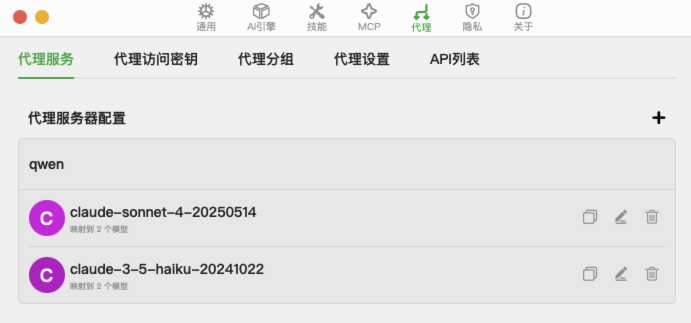 通用 AI引擎 技能 MCP 代理 隐私 关于
代理服务 代理访问密钥 代理分组 代理设置 API列表
代理服务器配置
qwen
C claude-sonnet-4-20250514
映射到 2 个模型
C claude-3-5-haiku-20241022
映射到 2 个模型